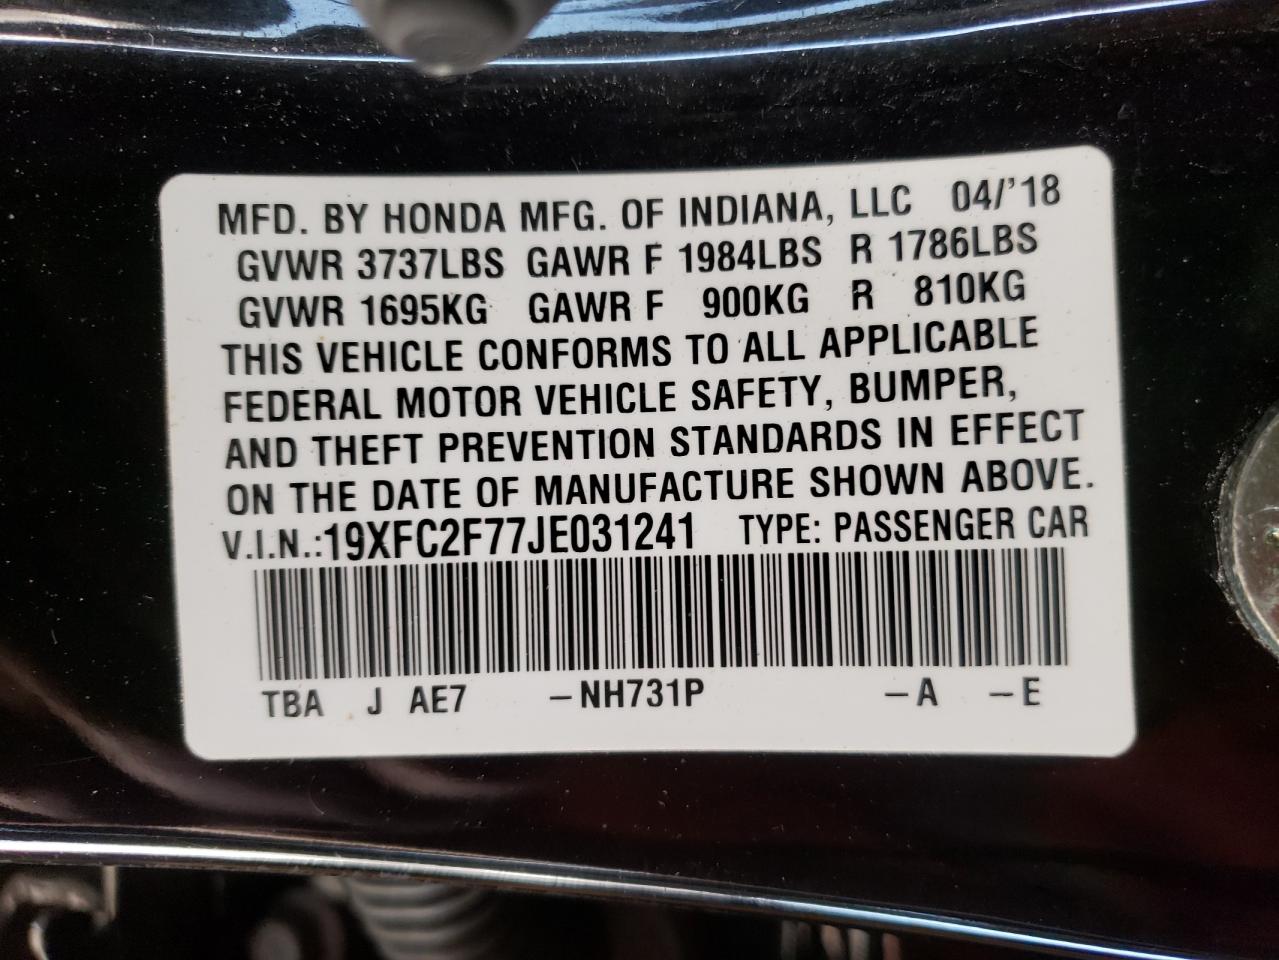 MFD. BY HONDA MFG. OF INDIANA, LLC 04/'18
GVWR 3737LBS GAWR F 1984LBS R 1786LBS
GVWR 1695KG GAWR F 900KG R 810KG
THIS VEHICLE CONFORMS TO ALL APPLICABLE
FEDERAL MOTOR VEHICLE SAFETY, BUMPER,
AND THEFT PREVENTION STANDARDS IN EFFECT
ON THE DATE OF MANUFACTURE SHOWN ABOVE.
V.I.N.:19XFC2F77JE031241 TYPE: PASSENGER CAR
TBA J AE7 –NH731P –A –E